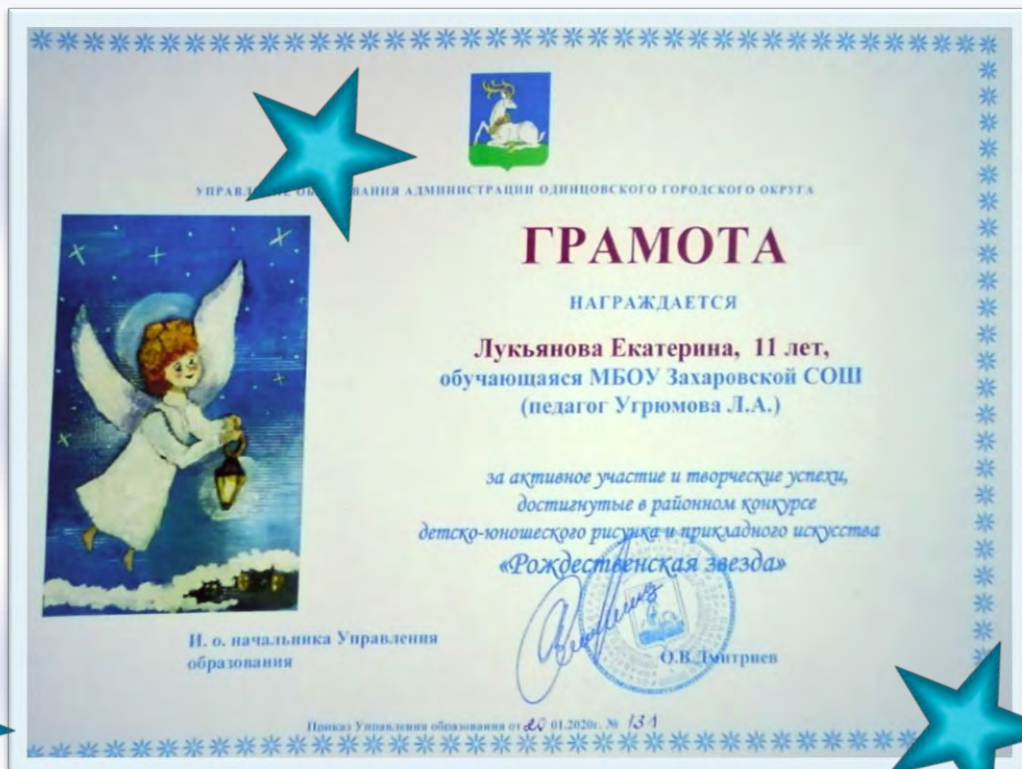 АДМИНИСТРАЦИИ ОДИНЦОВСКОГО ГОРОДСКОГО ОКРУГА
ГРАМОТА
НАГРАЖДАЕТСЯ
Лукьянова Екатерина, 11 лет,
обучающаяся МБОУ Захаровской СОШ
(педагог Угрюмова Л.А.)
за активное участие и творческие успехи,
достигнутые в районном конкурсе
детско-юношеского рисунка и прикладного искусства
«Рождественская звезда»
И. о. начальника Управления
образования
О.В.Дмитриев
Приказ Управления образования от 20 01.2020г. № 131